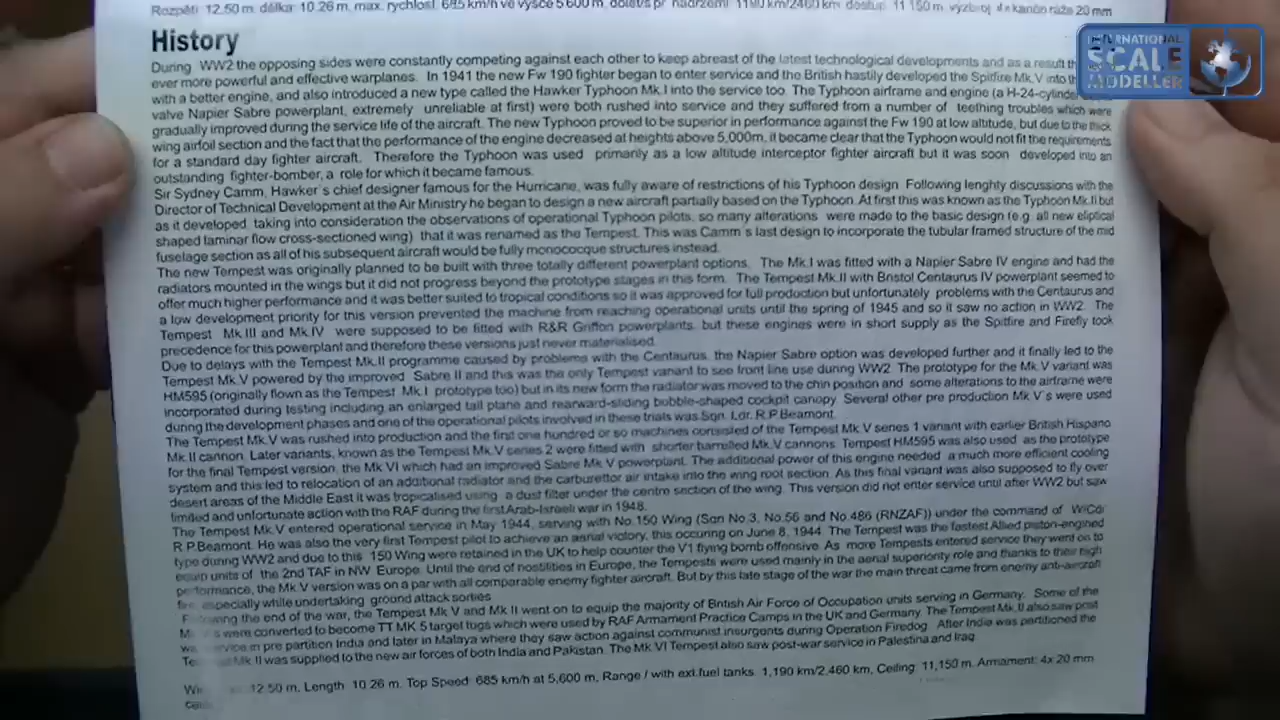 Rozpětí: 12.50 m, délka: 10.26 m, max. rychlost: 685 km/h ve výšce 5 600 m, 1190 km/2460 km, dostup: 11 150 m, výzbroj: 4x kanón ráže 20 mm
INTERNATIONAL
SCALE
MODELLER
History
During WW2 the opposing sides were constantly competing against each other to keep abreast of the latest technological developments and as a result
ever more powerful and effective warplanes. In 1941 the new Fw 190 fighter began to enter service and the British hastily developed the Spitfire Mk.V into
with a better engine, and also introduced a new type called the Hawker Typhoon Mk.I into the service too. The Typhoon airframe and engine (a H-24-cylinder
valve Napier Sabre powerplant, extremely unreliable at first) were both rushed into service and they suffered from a number of teething troubles which were
gradually improved during the service life of the aircraft. The new Typhoon proved to be superior in performance against the Fw 190 at low altitude, but due to the thick
wing airfoil section and the fact that the performance of the engine decreased at heights above 5,000m, it became clear that the Typhoon would not fit the requirements
for a standard day fighter aircraft. Therefore the Typhoon was used primarily as a low altitude interceptor fighter aircraft but it was soon developed into an
outstanding fighter-bomber, a role for which it became famous.
Sir Sydney Camm, Hawker's chief designer famous for the Hurricane, was fully aware of restrictions of his Typhoon design. Following lenghty discussions with the
Director of Technical Development at the Air Ministry he began to design a new aircraft partially based on the Typhoon. At first this was known as the Typhoon Mk.II but
as it developed, taking into consideration the observations of operational Typhoon pilots, so many alterations were made to the basic design (e.g. all new eliptical
shaped laminar flow cross-sectioned wing) that it was renamed as the Tempest. This was Camm's last design to incorporate the tubular framed structure of the mid
fuselage section as all of his subsequent aircraft would be fully monococque structures instead.
The new Tempest was originally planned to be built with three totally different powerplant options. The Mk.I was fitted with a Napier Sabre IV engine and had the
radiators mounted in the wings but it did not progress beyond the prototype stages in this form. The Tempest Mk.II with Bristol Centaurus IV powerplant seemed to
offer much higher performance and it was better suited to tropical conditions so it was approved for full production but unfortunately problems with the Centaurus and
a low development priority for this version prevented the machine from reaching operational units until the spring of 1945 and so it saw no action in WW2. The
Tempest Mk.III and Mk.IV were supposed to be fitted with R&R Griffon powerplants, but these engines were in short supply as the Spitfire and Firefly took
precedence for this powerplant and therefore these versions just never materialised.
Due to delays with the Tempest Mk.II programme caused by problems with the Centaurus, the Napier Sabre option was developed further and it finally led to the
Tempest Mk.V powered by the improved Sabre II and this was the only Tempest variant to see front line use during WW2. The prototype for the Mk.V variant was
HM595 (originally flown as the Tempest Mk.I prototype too) but in its new form the radiator was moved to the chin position and some alterations to the airframe were
incorporated during testing including an enlarged tail plane and rearward-sliding bubble-shaped cockpit canopy. Several other pre production Mk.V's were used
during the development phases and one of the operational pilots involved in these trials was Sqn. Ldr. R.P.Beamont.
The Tempest Mk.V was rushed into production and the first one hundred or so machines consisted of the Tempest Mk.V series 1 variant with earlier British Hispano
Mk.II cannon. Later variants, known as the Tempest Mk.V series 2 were fitted with shorter barrelled Mk.V cannons. Tempest HM595 was also used as the prototype
for the final Tempest version, the Mk.VI which had an improved Sabre Mk.V powerplant. The additional power of this engine needed a much more efficient cooling
system and this led to relocation of an additional radiator and the carburettor air intake into the wing root section. As this final variant was also supposed to fly over
desert areas of the Middle East it was tropicalised using a dust filter under the centre section of the wing. This version did not enter service until after WW2 but saw
limited and unfortunate action with the RAF during the first Arab-Israeli war in 1948.
The Tempest Mk.V entered operational service in May 1944, serving with No.150 Wing (Sqn No.3, No.56 and No.486 (RNZAF)) under the command of W/Cdr
R.P.Beamont. He was also the very first Tempest pilot to achieve an aerial victory, this occuring on June 8, 1944. The Tempest was the fastest Allied piston-engined
type during WW2 and due to this 150 Wing were retained in the UK to help counter the V1 flying bomb offensive. As more Tempests entered service they went on to
equip units of the 2nd TAF in NW Europe. Until the end of hostilities in Europe, the Tempests were used mainly in the aerial superiority role and thanks to their high
performance, the Mk.V version was on a par with all comparable enemy fighter aircraft. But by this late stage of the war the main threat came from enemy anti-aircraft
fire, especially while undertaking ground attack sorties
Following the end of the war, the Tempest Mk.V and Mk.II went on to equip the majority of British Air Force of Occupation units serving in Germany. Some of the
were converted to become TT MK 5 target tugs which were used by RAF Armament Practice Camps in the UK and Germany. The Tempest Mk.II also saw post
war service in pre partition India and later in Malaya where they saw action against communist insurgents during Operation Firedog. After India was partitioned the
Mk.II was supplied to the new air forces of both India and Pakistan. The Mk.VI Tempest also saw post-war service in Palestina and Iraq.
12.50 m, Length 10.26 m, Top Speed: 685 km/h at 5,600 m, Range / with ext.fuel tanks 1,190 km/2,460 km, Ceiling: 11,150 m. Armament: 4x 20 mm